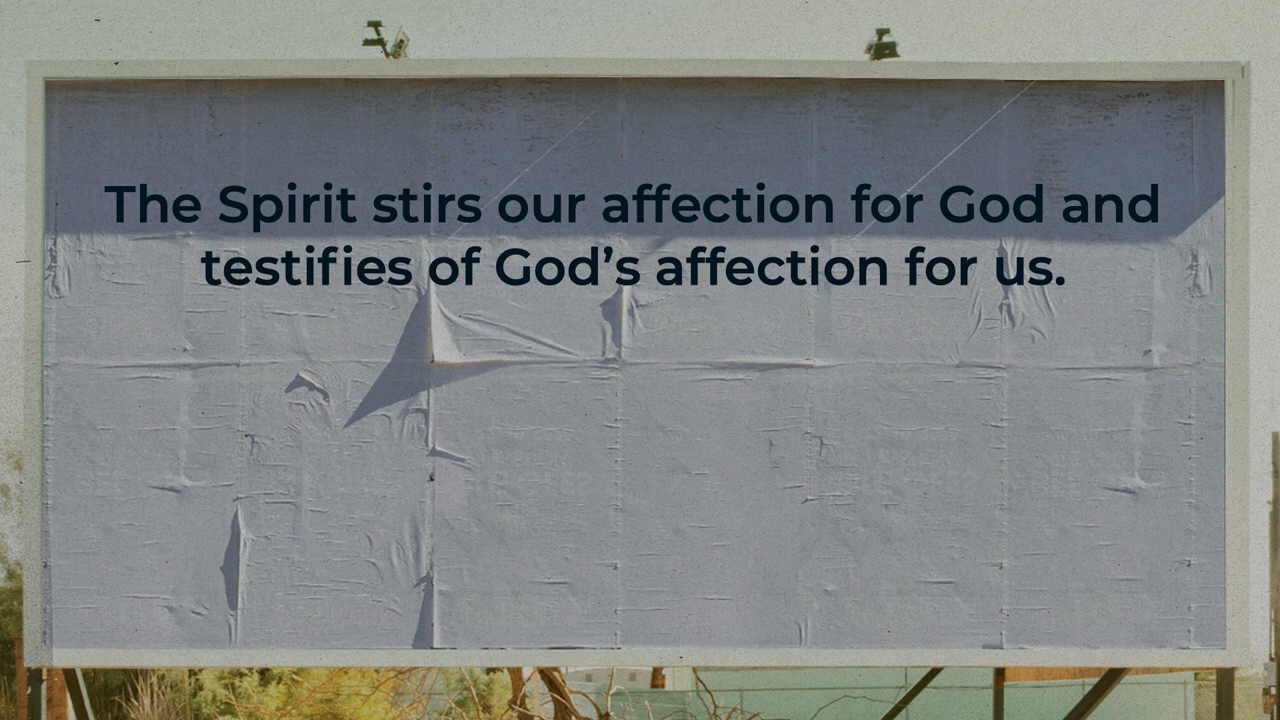 The Spirit stirs our affection for God and
testifies of God’s affection for us.